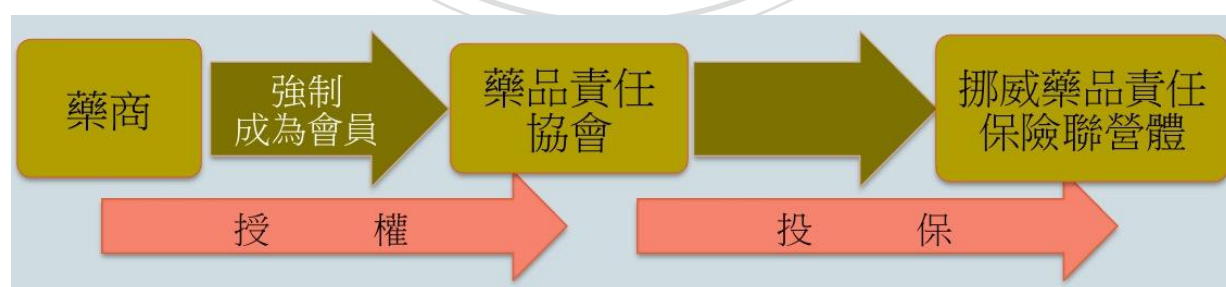 藥商
強制
成為會員
藥品責任
協會
挪威藥品責任
保險聯營體
授 權
投 保